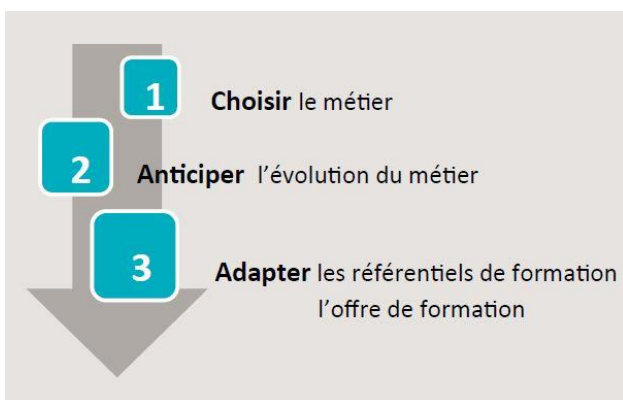 1 Choisir le métier
2 Anticiper l'évolution du métier
3 Adapter les référentiels de formation
l'offre de formation